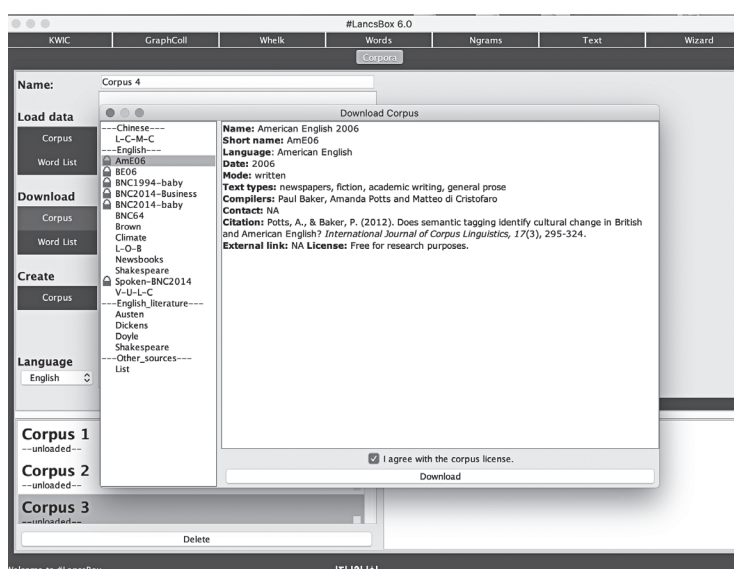 #LancsBox 6.0
KWIC GraphColl Whelk Words Ngrams Text Wizard
Corpora
Name: Corpus 4
Load data
Corpus
Word List
Download
Corpus
Word List
Create
Corpus
Language
English
Download Corpus
---Chinese---
L-C-M-C
---English---
AmE06
BE06
BNC1994-baby
BNC2014-Business
BNC2014-baby
BNC64
Brown
Climate
L-O-B
Newsbooks
Shakespeare
Spoken-BNC2014
V-U-L-C
---English_literature---
Austen
Dickens
Doyle
Shakespeare
---Other_sources---
List
Name: American English 2006
Short name: AmE06
Language: American English
Date: 2006
Mode: written
Text types: newspapers, fiction, academic writing, general prose
Compilers: Paul Baker, Amanda Potts and Matteo di Cristofaro
Contact: NA
Citation: Potts, A., & Baker, P. (2012). Does semantic tagging identify cultural change in British
and American English? International Journal of Corpus Linguistics, 17(3), 295-324.
External link: NA License: Free for research purposes.
I agree with the corpus license.
Download
Corpus 1
--unloaded--
Corpus 2
--unloaded--
Corpus 3
--unloaded--
Delete